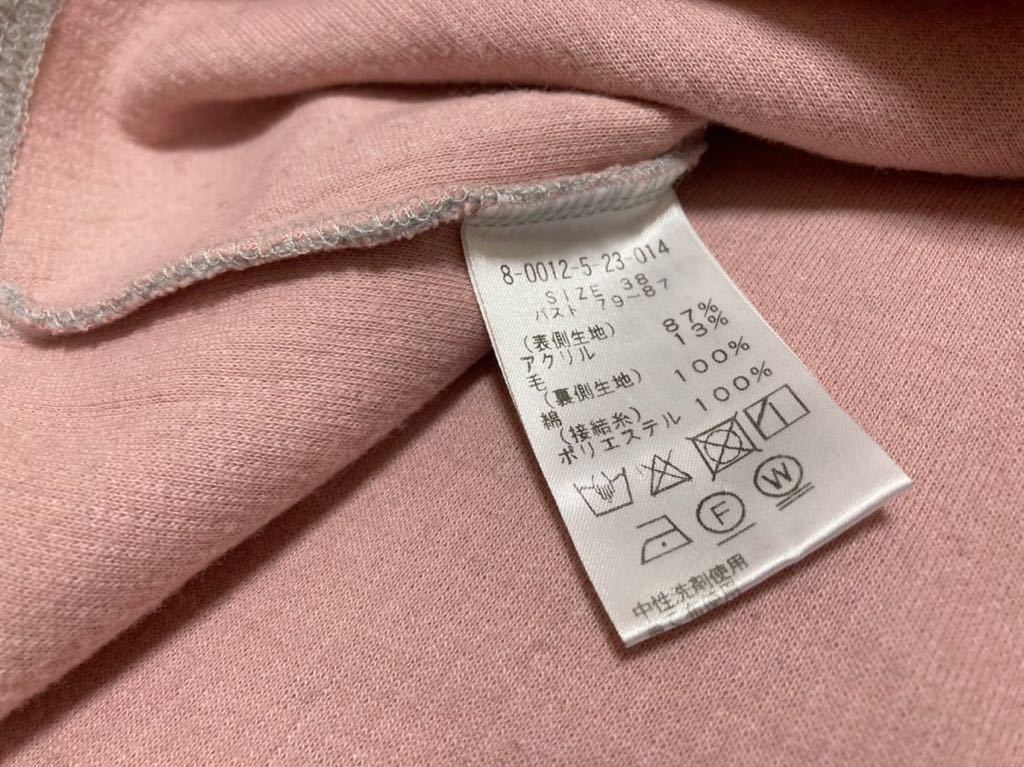 8-0012-5-23-014
SIZE 38
バスト 79~87
(表側生地)
アクリル 87%
毛 13%
(裏側生地)
綿 100%
(接結糸)
ポリエステル 100%
F W
中性洗剤使用